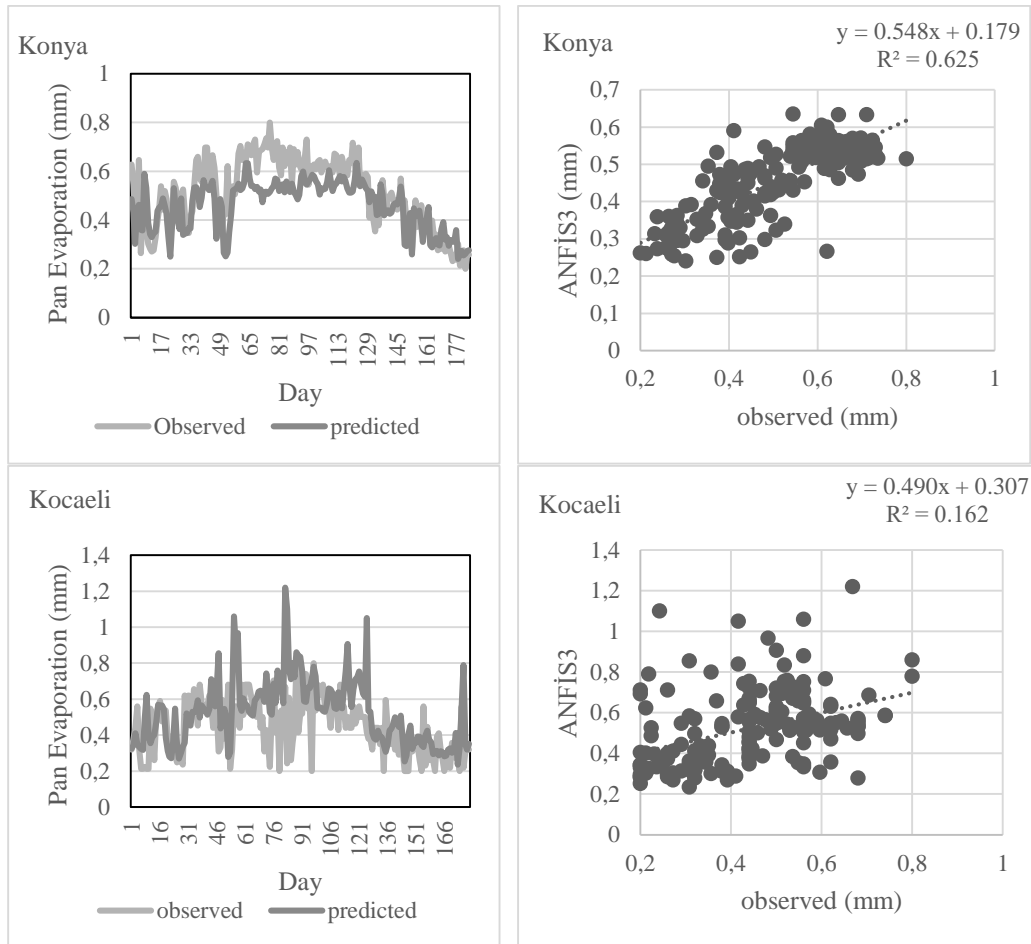 Konya
Pan Evaporation (mm)
1
0,8
0,6
0,4
0,2
0
1
17
33
49
65
81
97
113
129
145
161
177
Day
Observed predicted
Konya
y = 0.548x + 0.179
R² = 0.625
ANFİS3 (mm)
0,7
0,6
0,5
0,4
0,3
0,2
0,1
0
0,2 0,4 0,6 0,8 1
observed (mm)
Kocaeli
Pan Evaporation (mm)
1,4
1,2
1
0,8
0,6
0,4
0,2
0
1
16
31
46
61
76
91
106
121
136
151
166
Day
observed predicted
Kocaeli
y = 0.490x + 0.307
R² = 0.162
ANFİS3
1,4
1,2
1
0,8
0,6
0,4
0,2
0
0,2 0,4 0,6 0,8 1
observed (mm)